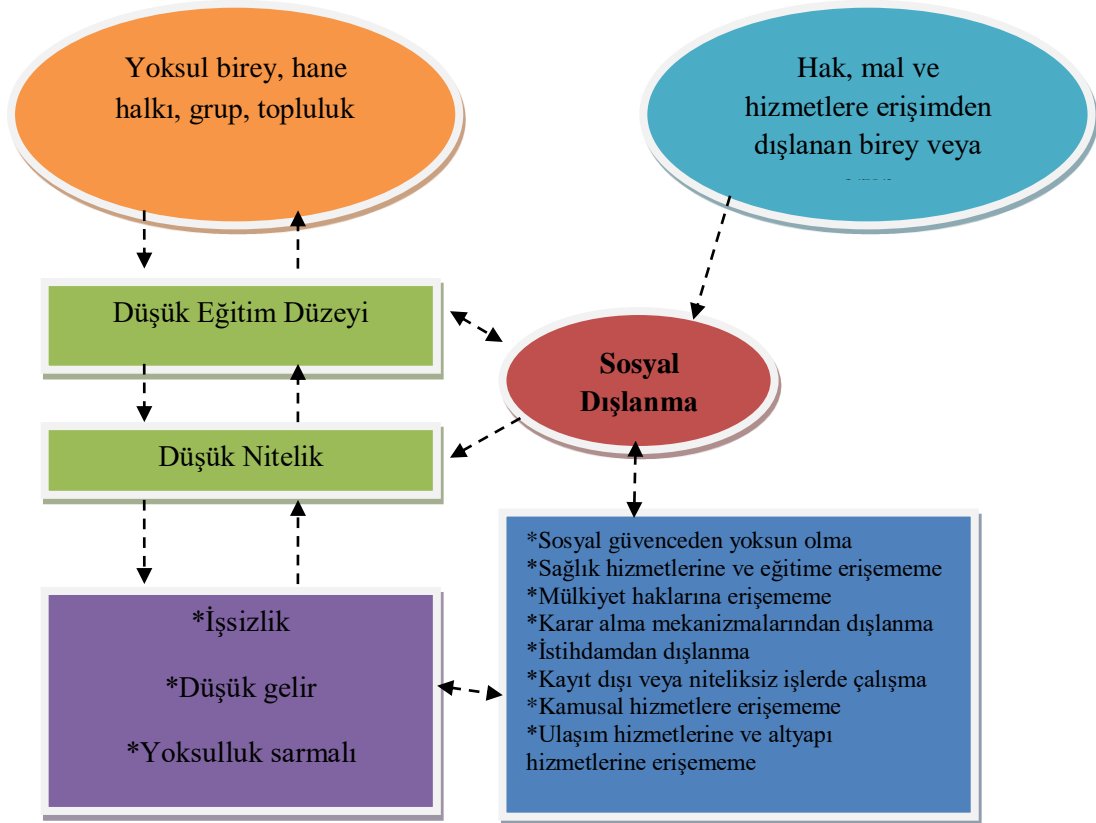 Yoksul birey, hane
halkı, grup, topluluk
Hak, mal ve
hizmetlere erişimden
dışlanan birey veya
Düşük Eğitim Düzeyi
Sosyal
Dışlanma
Düşük Nitelik
*İşsizlik
*Düşük gelir
*Yoksulluk sarmalı
*Sosyal güvenceden yoksun olma
*Sağlık hizmetlerine ve eğitime erişememe
*Mülkiyet haklarına erişememe
*Karar alma mekanizmalarından dışlanma
*İstihdamdan dışlanma
*Kayıt dışı veya niteliksiz işlerde çalışma
*Kamusal hizmetlere erişememe
*Ulaşım hizmetlerine ve altyapı
hizmetlerine erişememe